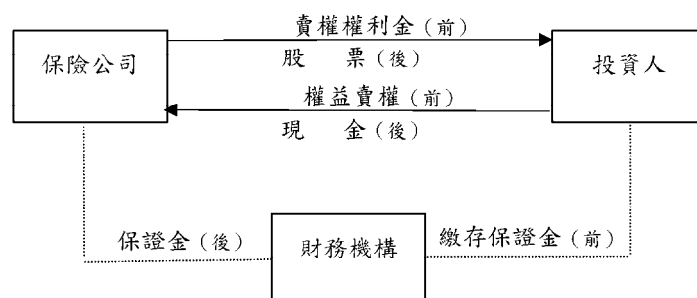 賣權權利金(前)
保險公司
股 票(後)
投資人
權益賣權(前)
現 金(後)
保證金(後)
財務機構
繳存保證金(前)